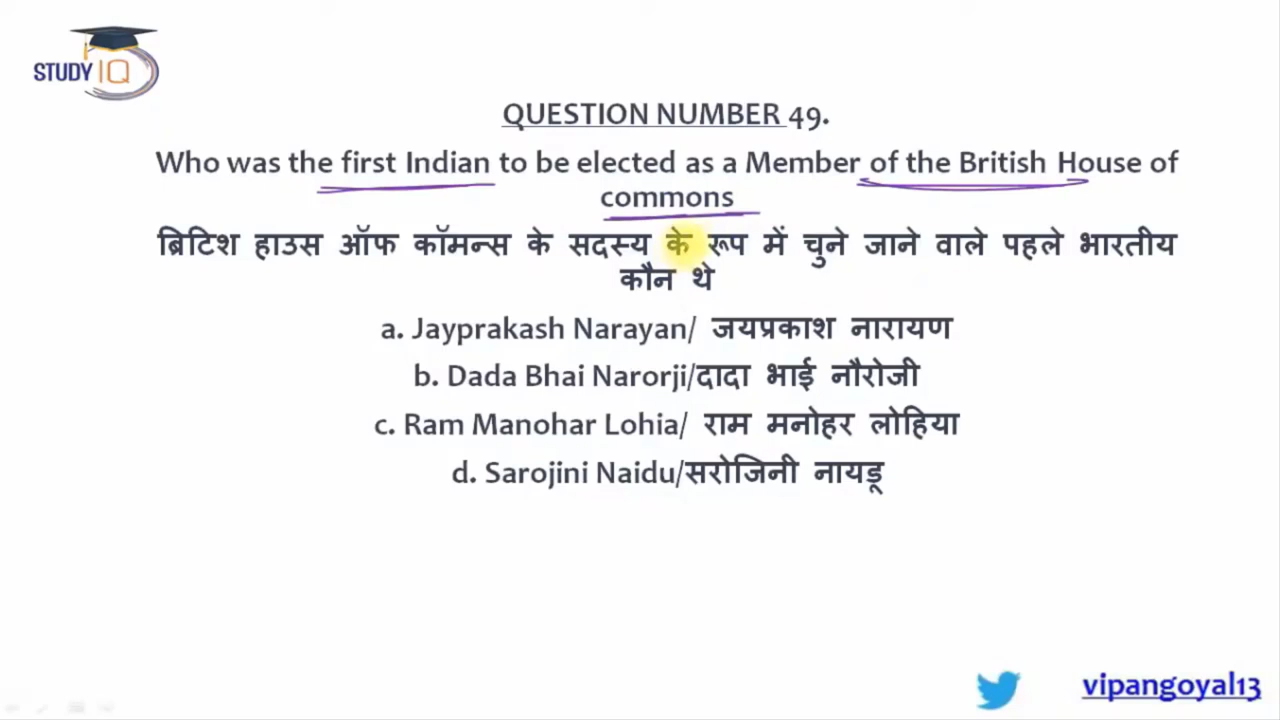 STUDY IQ
QUESTION NUMBER 49.
Who was the first Indian to be elected as a Member of the British House of
commons
ब्रिटिश हाउस ऑफ कॉमन्स के सदस्य के रूप में चुने जाने वाले पहले भारतीय
कौन थे
a. Jayprakash Narayan/ जयप्रकाश नारायण
b. Dada Bhai Narorji/दादा भाई नौरोजी
c. Ram Manohar Lohia/ राम मनोहर लोहिया
d. Sarojini Naidu/सरोजिनी नायडू
vipangoyal13